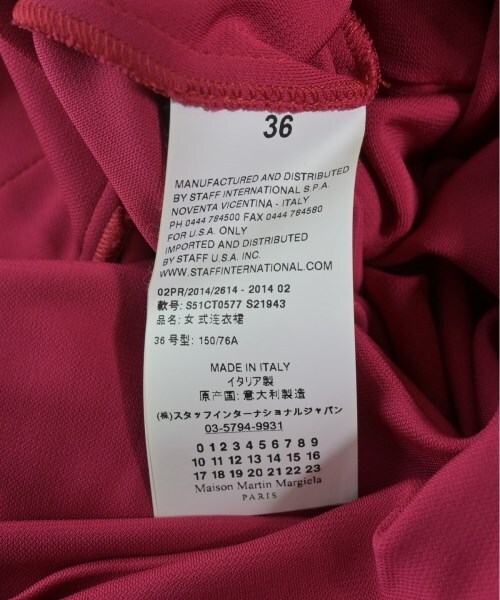 36
MANUFACTURED AND DISTRIBUTED
BY STAFF INTERNATIONAL S.P.A.
NOVENTA VICENTINA - ITALY
PH 0444 784500 FAX 0444 784580
FOR U.S.A. ONLY
IMPORTED AND DISTRIBUTED
BY STAFF U.S.A. INC.
WWW.STAFFINTERNATIONAL.COM
02PR/2014/2614 - 2014 02
款号: S51CT0577 S21943
品名: 女式连衣裙
36 号型: 150/76A
MADE IN ITALY
イタリア製
原产国: 意大利製造
(株)スタッフインターナショナルジャパン
03-5794-9931
0 1 2 3 4 5 6 7 8 9
10 11 12 13 14 15 16
17 18 19 20 21 22 23
Maison Martin Margiela
PARIS